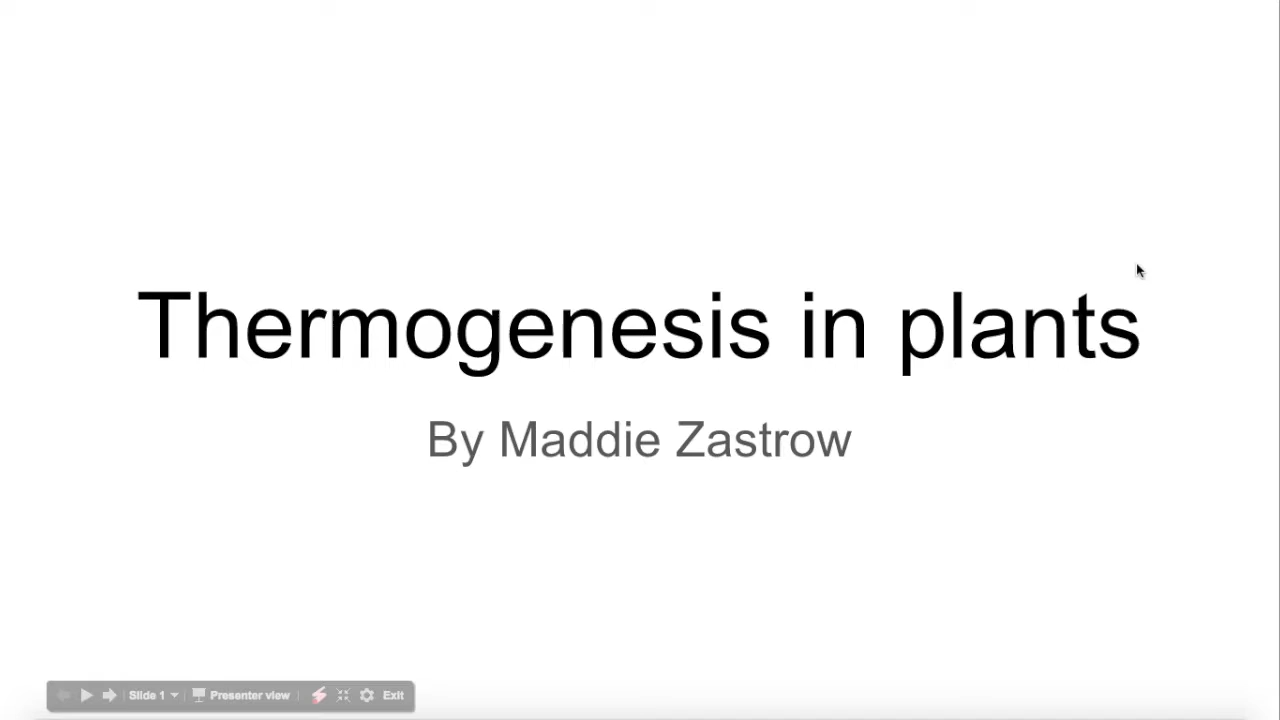 Thermogenesis in plants
By Maddie Zastrow
Slide 1 Presenter view Exit